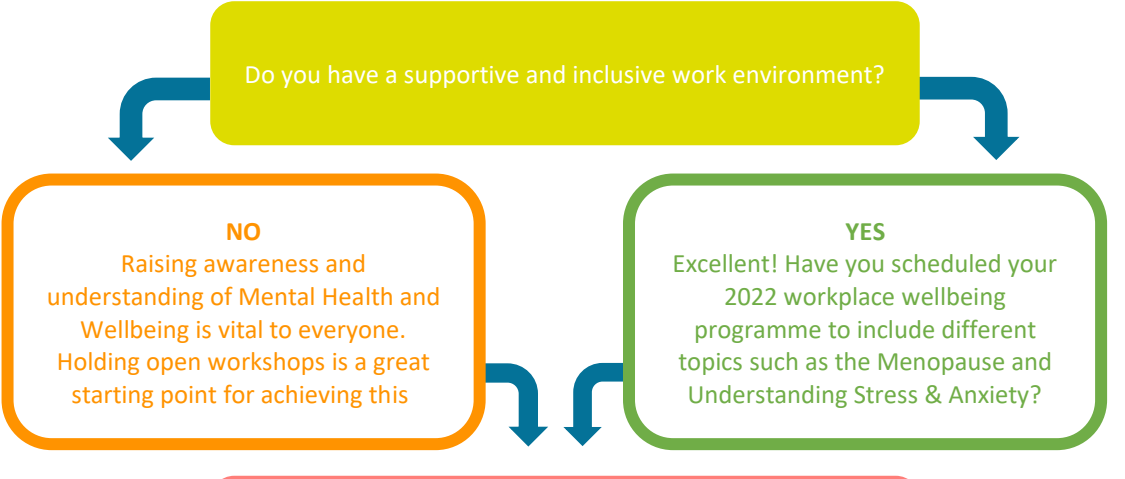 Do you have a supportive and inclusive work environment?
NO
Raising awareness and
understanding of Mental Health and
Wellbeing is vital to everyone.
Holding open workshops is a great
starting point for achieving this
YES
Excellent! Have you scheduled your
2022 workplace wellbeing
programme to include different
topics such as the Menopause and
Understanding Stress & Anxiety?